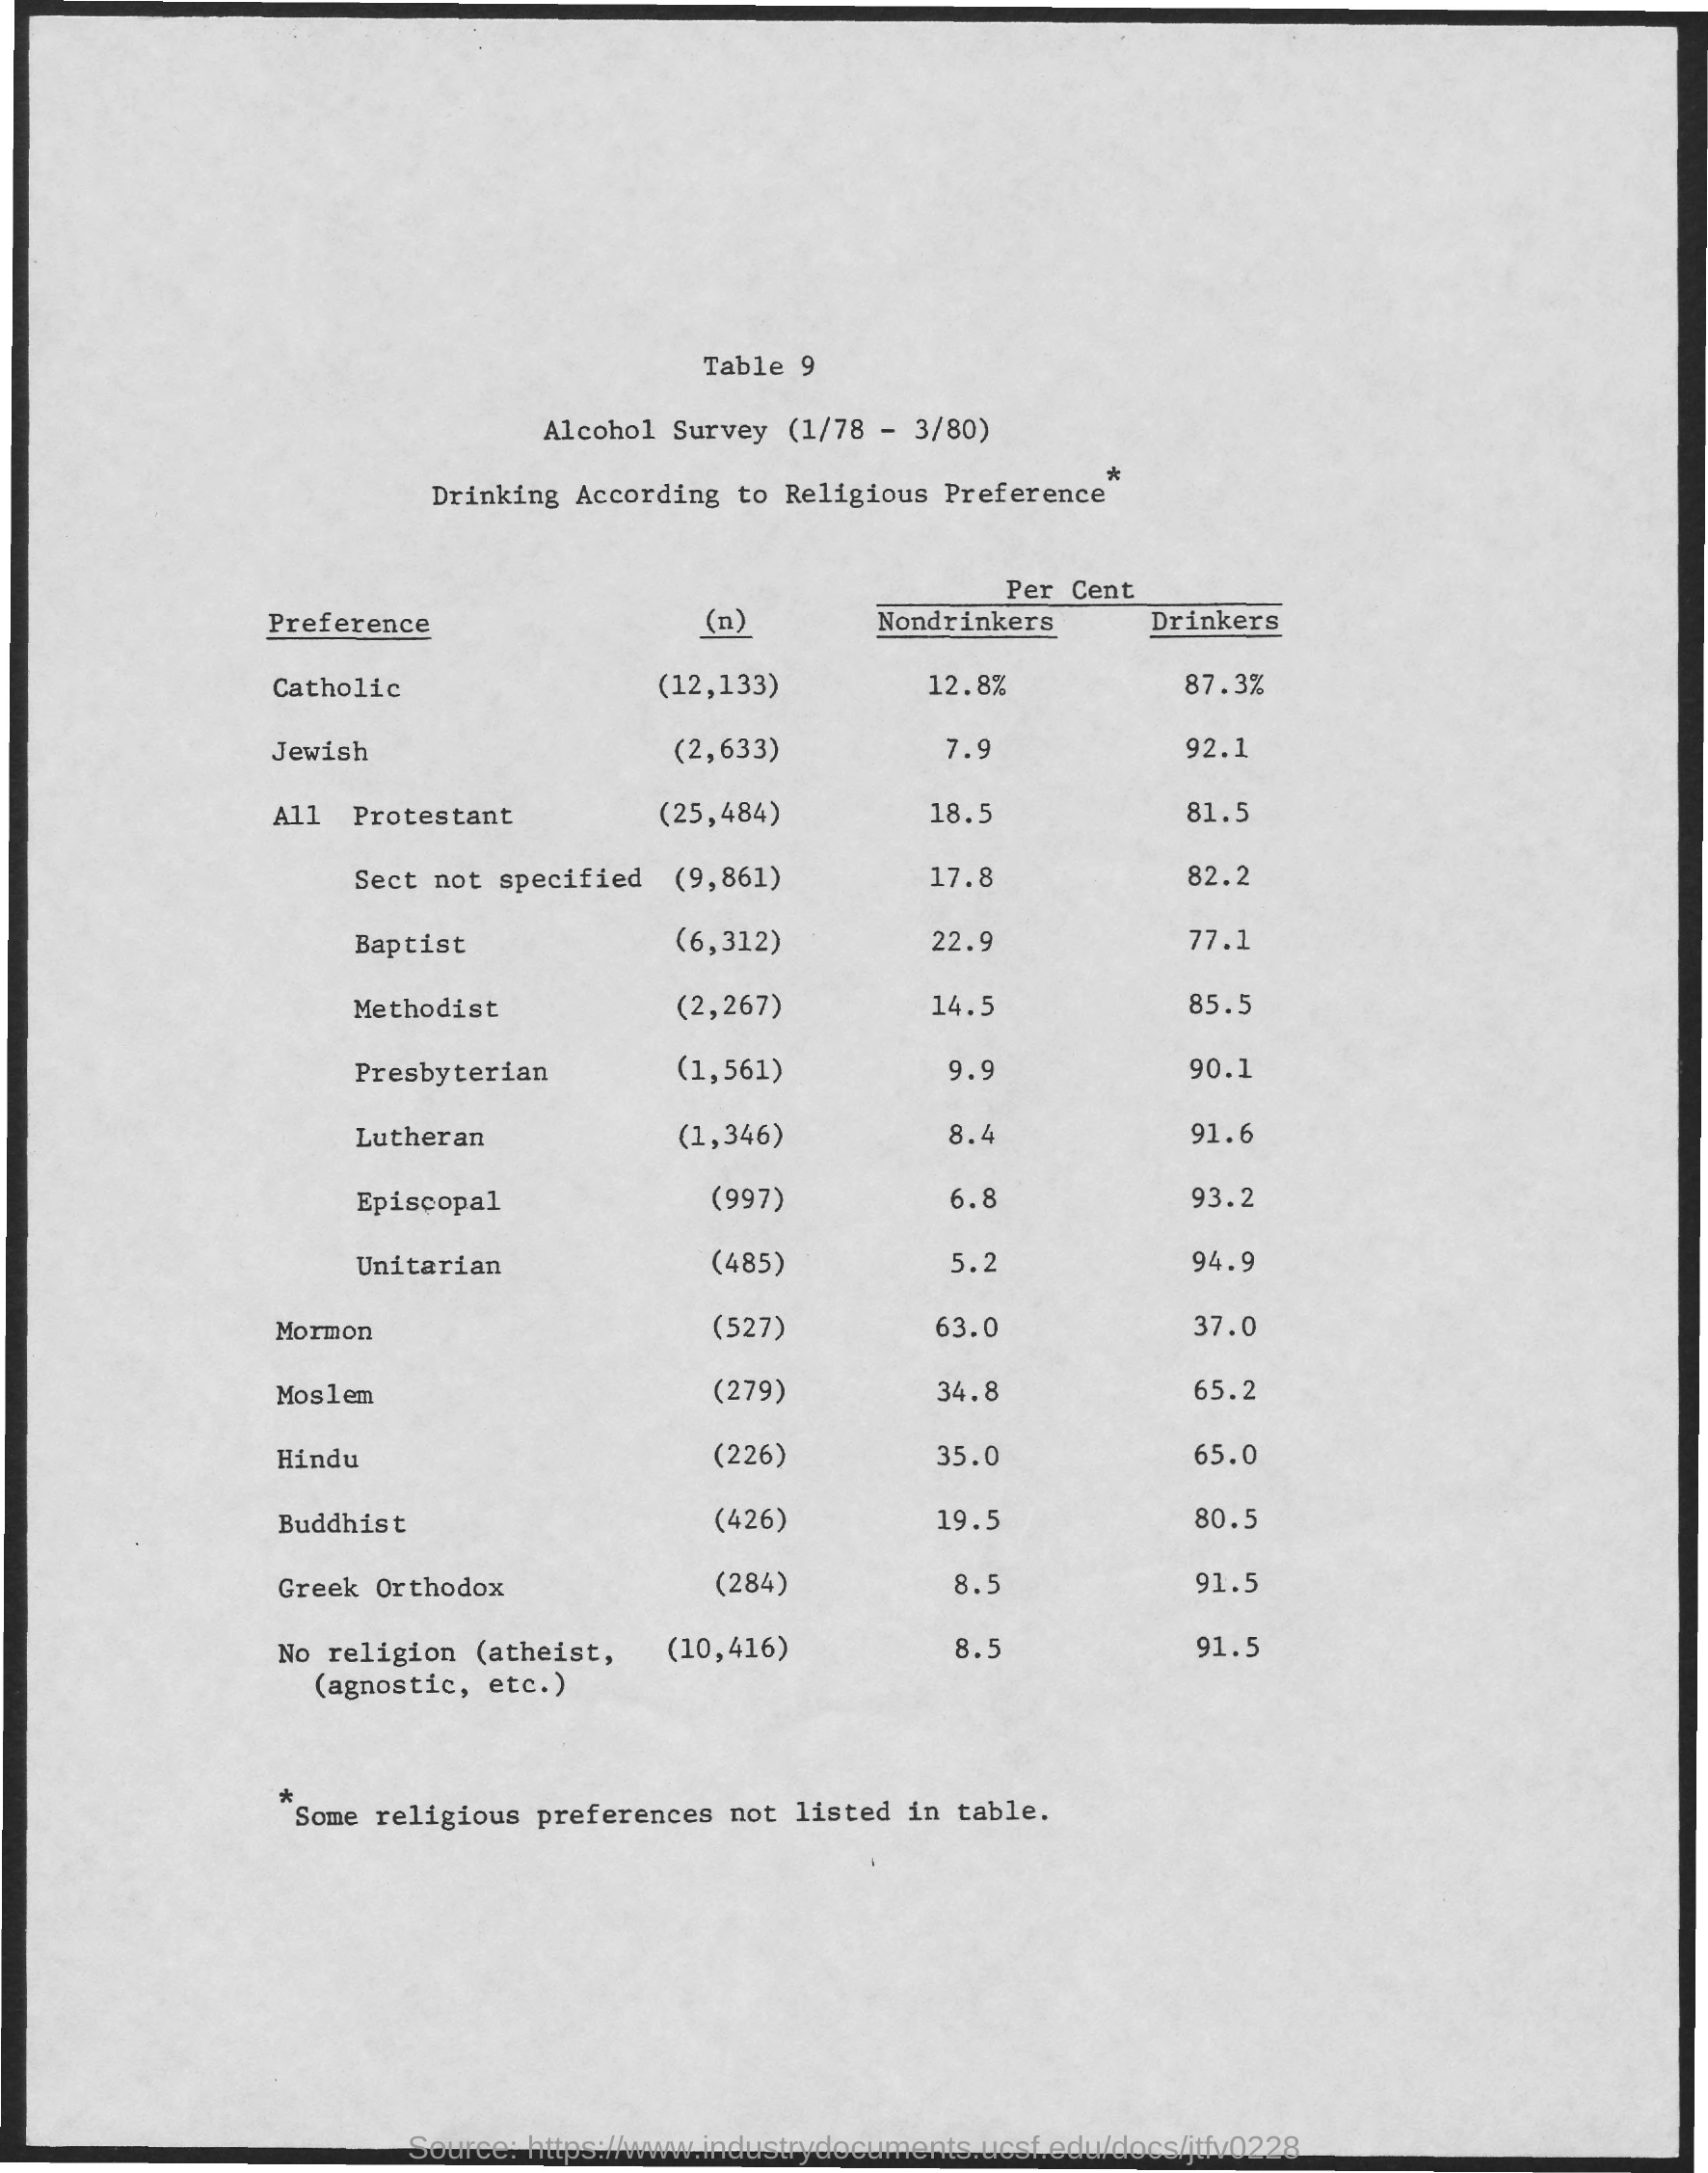 Table 9
Alcohol Survey (1/78 - 3/80)
Drinking According to Religious Preference*
Per Cent
Preference (n) Nondrinkers Drinkers
Catholic (12,133) 12.8% 87.3%
Jewish (2,633) 7.9 92.1
All Protestant (25,484) 18.5 81.5
Sect not specified (9,861) 17.8 82.2
Baptist (6,312) 22.9 77.1
Methodist (2,267) 14.5 85.5
Presbyterian (1,561) 9.9 90.1
Lutheran (1,346) 8.4 91.6
Episcopal (997) 6.8 93.2
Unitarian (485) 5.2 94.9
Mormon (527) 63.0 37.0
Moslem (279) 34.8 65.2
Hindu (226) 35.0 65.0
Buddhist (426) 19.5 80.5
Greek Orthodox (284) 8.5 91.5
No religion (atheist, (10,416) 8.5 91.5
(agnostic, etc.)
*Some religious preferences not listed in table.
Source: https://www.industrydocuments.ucsf.edu/docs/jtfv0228